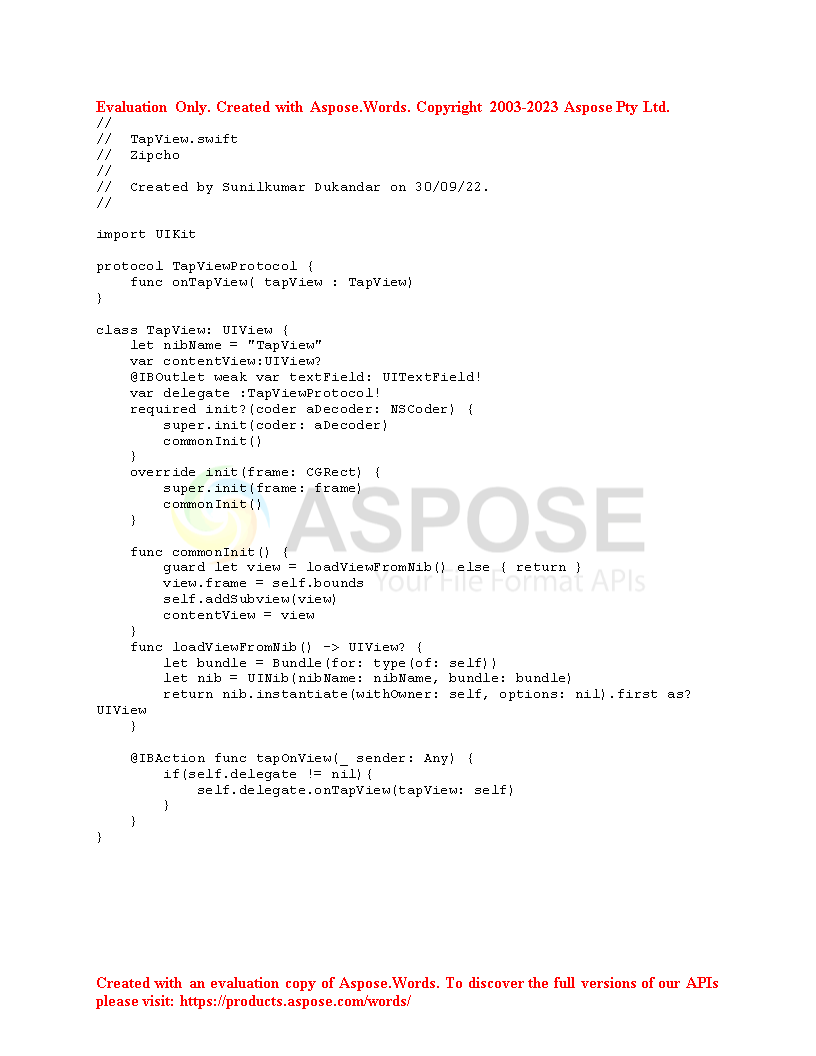 Evaluation Only. Created with Aspose.Words. Copyright 2003-2023 Aspose Pty Ltd.
//
//  TapView.swift
//  Zipcho
//
//  Created by Sunilkumar Dukandar on 30/09/22.
//
import UIKit
protocol TapViewProtocol {
    func onTapView( tapView : TapView)
}
class TapView: UIView {
    let nibName = "TapView"
    var contentView:UIView?
    @IBOutlet weak var textField: UITextField!
    var delegate :TapViewProtocol!
    required init?(coder aDecoder: NSCoder) {
        super.init(coder: aDecoder)
        commonInit()
    }
    override init(frame: CGRect) {
        super.init(frame: frame)
        commonInit()
    }
ASPOSE
    func commonInit() {
        guard let view = loadViewFromNib() else { return }
        view.frame = self.bounds
Your File Format APIs
        self.addSubview(view)
        contentView = view
    }
    func loadViewFromNib() -> UIView? {
        let bundle = Bundle(for: type(of: self))
        let nib = UINib(nibName: nibName, bundle: bundle)
        return nib.instantiate(withOwner: self, options: nil).first as?
UIView
    }
    @IBAction func tapOnView(_ sender: Any) {
        if(self.delegate != nil){
            self.delegate.onTapView(tapView: self)
        }
    }
}
Created with an evaluation copy of Aspose.Words. To discover the full versions of our APIs
please visit: https://products.aspose.com/words/